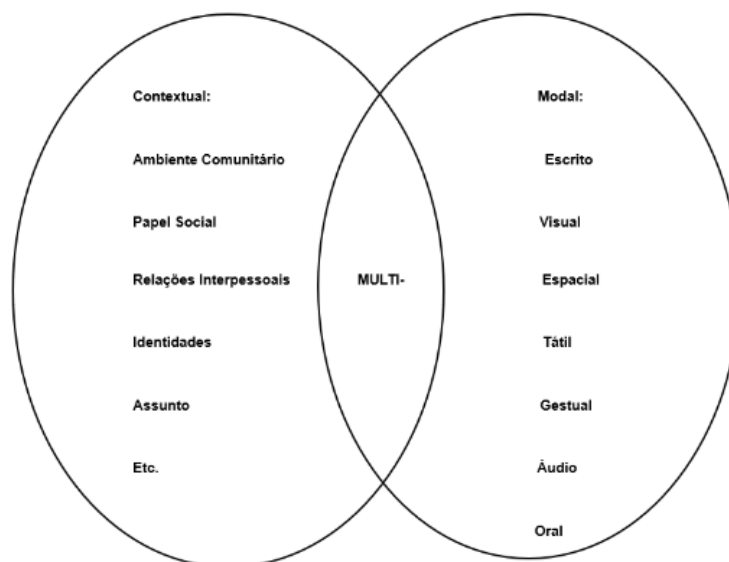 Contextual:
Ambiente Comunitário
Papel Social
Relações Interpessoais
Identidades
Assunto
Etc.
MULTI-
Modal:
Escrito
Visual
Espacial
Tátil
Gestual
Áudio
Oral